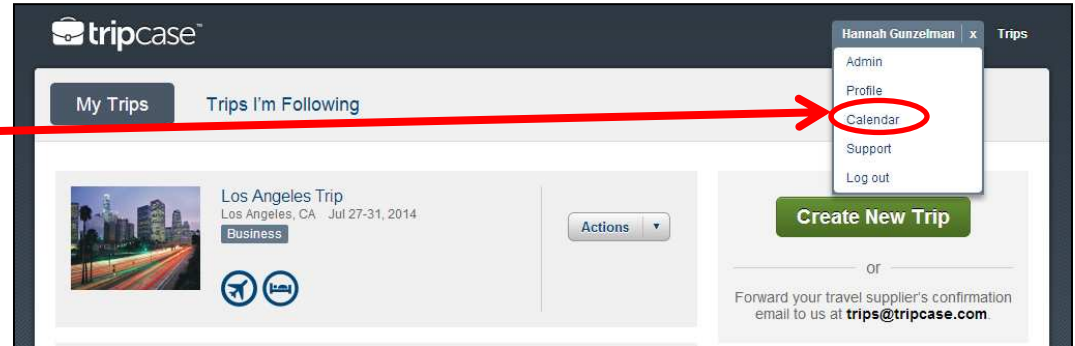 tripcase™
Hannah Gunzelman x Trips
Admin
Profile
Calendar
Support
Log out
My Trips Trips I'm Following
Los Angeles Trip
Los Angeles, CA Jul 27-31, 2014
Business
Actions
Create New Trip
or
Forward your travel supplier's confirmation
email to us at trips@tripcase.com.